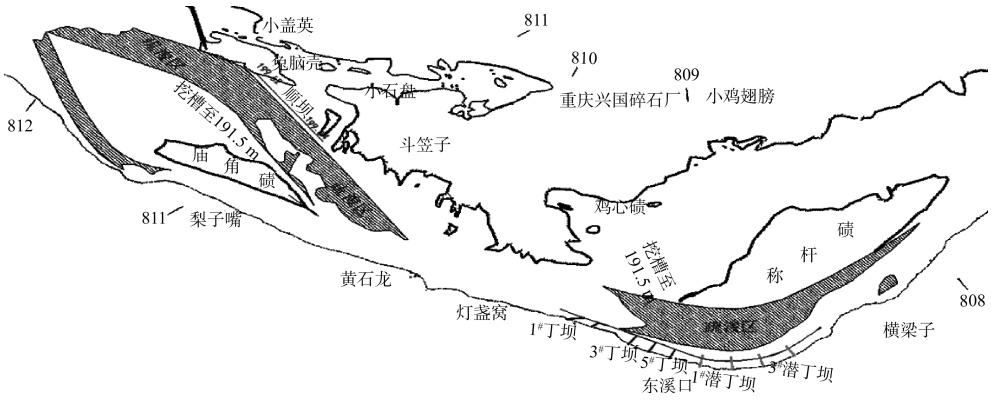 小盖英
811
兔脑壳
810
809
小石盘
重庆兴国碎石厂
小鸡翅膀
顺坝
挖槽至191.5 m
812
斗笠子
庙角碛
疏浚区
811
梨子嘴
鸡心碛
称杆碛
挖槽至
191.5 m
黄石龙
808
灯盏窝
疏浚区
1#丁坝
横梁子
3#丁坝
5#丁坝
1#潜丁坝
3#潜丁坝
东溪口